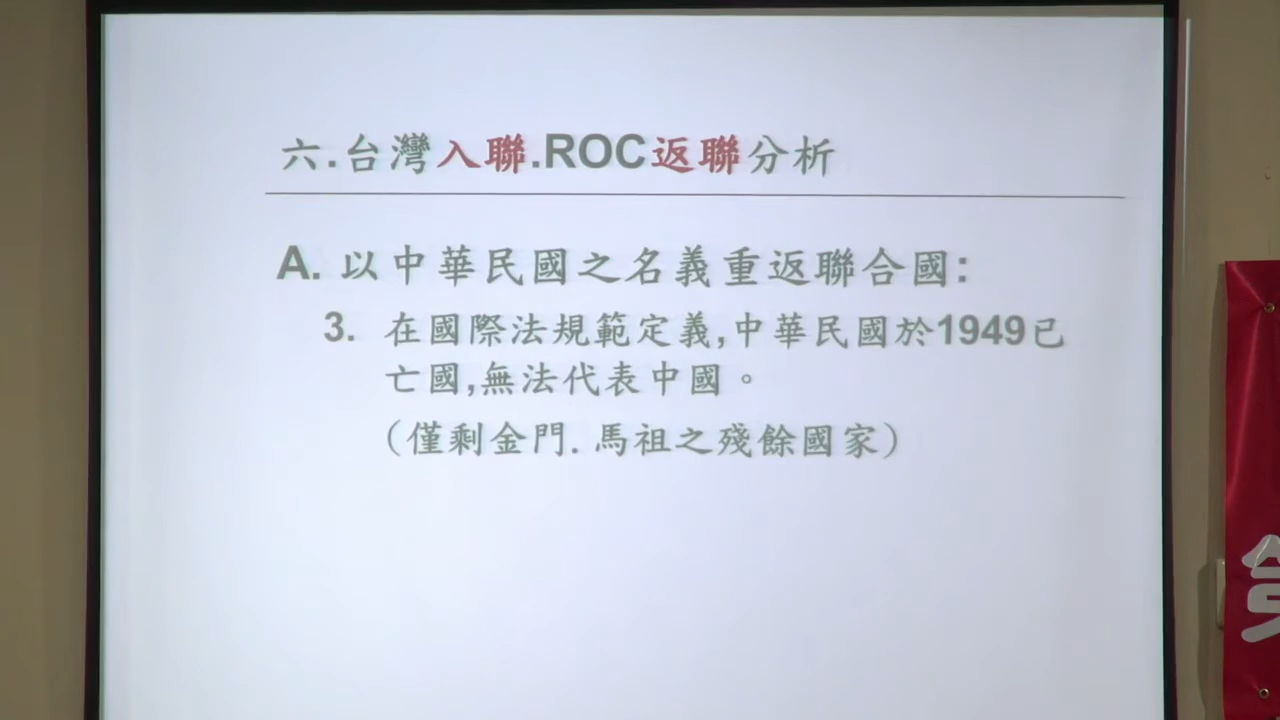 六.台灣入聯.ROC返聯分析
A. 以中華民國之名義重返聯合國:
3. 在國際法規範定義,中華民國於1949已
亡國,無法代表中國。
(僅剩金門.馬祖之殘餘國家)